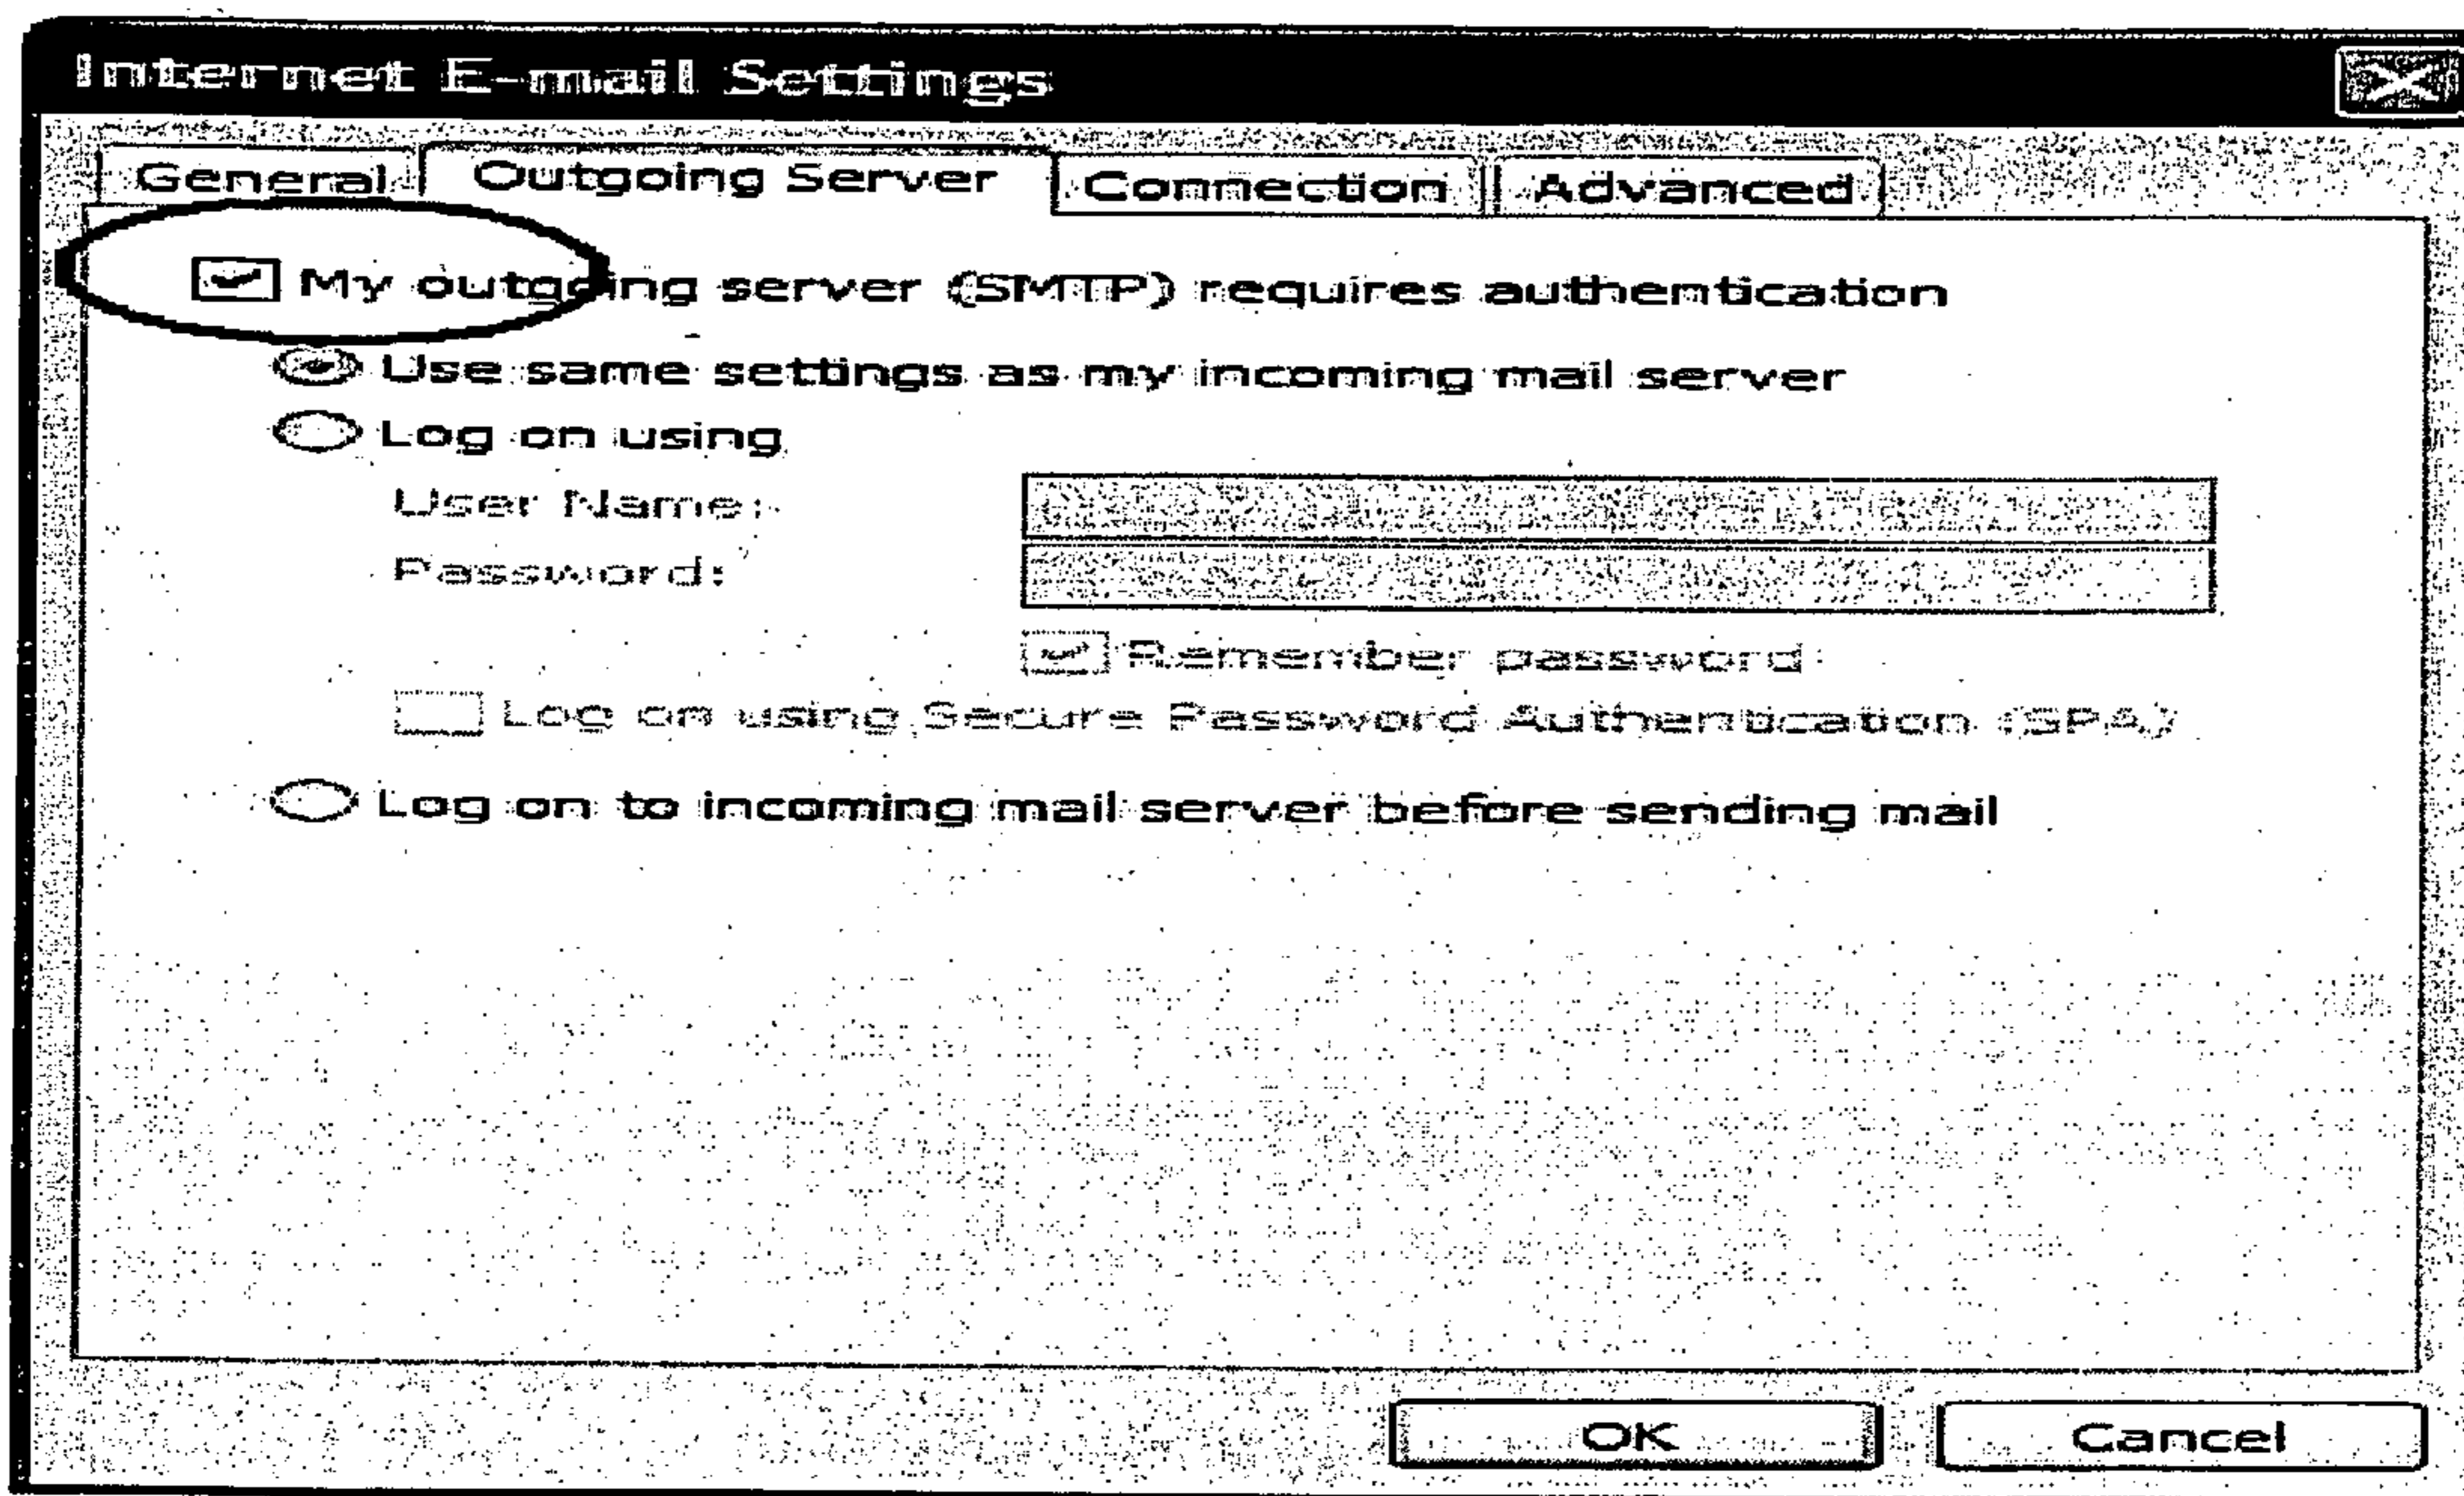 Internet E-mail Settings
General Outgoing Server Connection Advanced
My outgoing server (SMTP) requires authentication
Use same settings as my incoming mail server
Log on using
User Name:
Password:
Remember password
Log on using Secure Password Authentication (SPA)
Log on to incoming mail server before sending mail
OK Cancel